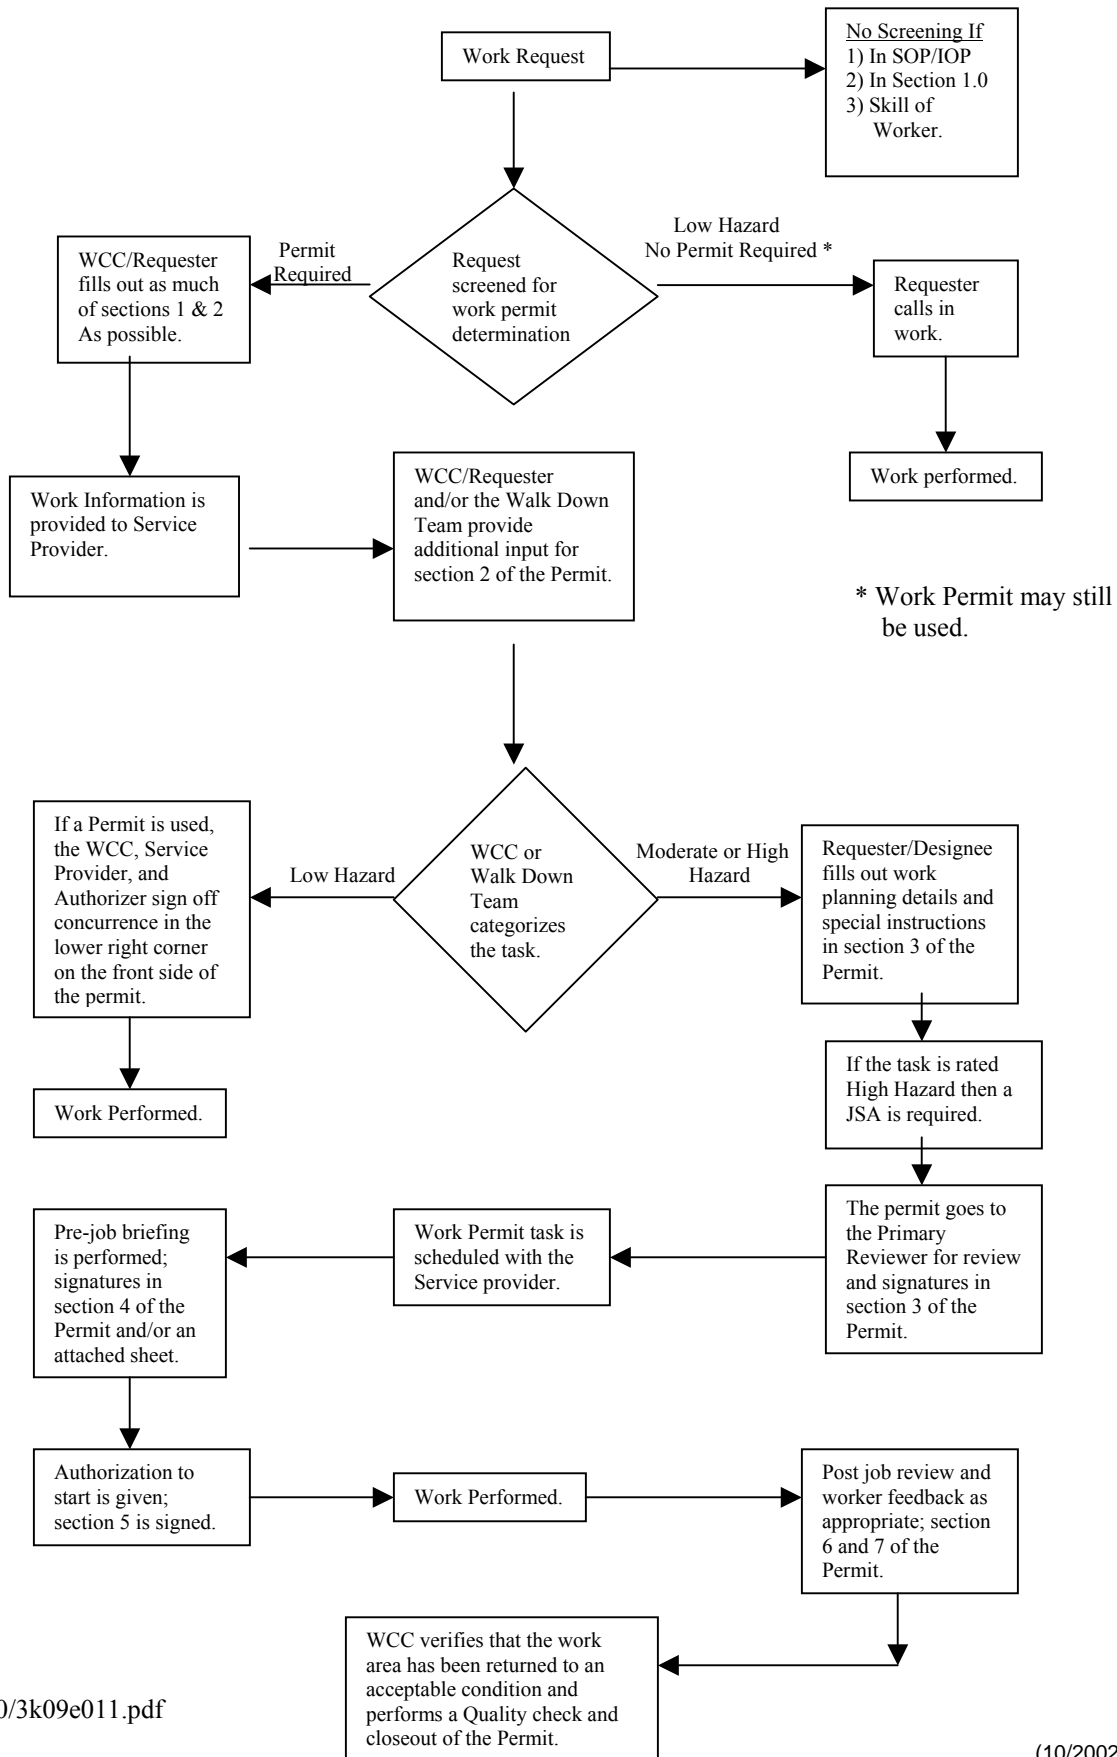 Work Request
No Screening If
1) In SOP/IOP
2) In Section 1.0
3) Skill of
Worker.
Request
screened for
work permit
determination
Permit
Required
Low Hazard
No Permit Required *
WCC/Requester
fills out as much
of sections 1 & 2
As possible.
Requester
calls in
work.
Work performed.
Work Information is
provided to Service
Provider.
WCC/Requester
and/or the Walk Down
Team provide
additional input for
section 2 of the Permit.
* Work Permit may still
be used.
WCC or
Walk Down
Team
categorizes
the task.
Low Hazard
Moderate or High
Hazard
If a Permit is used,
the WCC, Service
Provider, and
Authorizer sign off
concurrence in the
lower right corner
on the front side of
the permit.
Work Performed.
Requester/Designee
fills out work
planning details and
special instructions
in section 3 of the
Permit.
If the task is rated
High Hazard then a
JSA is required.
The permit goes to
the Primary
Reviewer for review
and signatures in
section 3 of the
Permit.
Work Permit task is
scheduled with the
Service provider.
Pre-job briefing
is performed;
signatures in
section 4 of the
Permit and/or an
attached sheet.
Authorization to
start is given;
section 5 is signed.
Work Performed.
Post job review and
worker feedback as
appropriate; section
6 and 7 of the
Permit.
WCC verifies that the work
area has been returned to an
acceptable condition and
performs a Quality check and
closeout of the Permit.
0/3k09e011.pdf
(10/2002